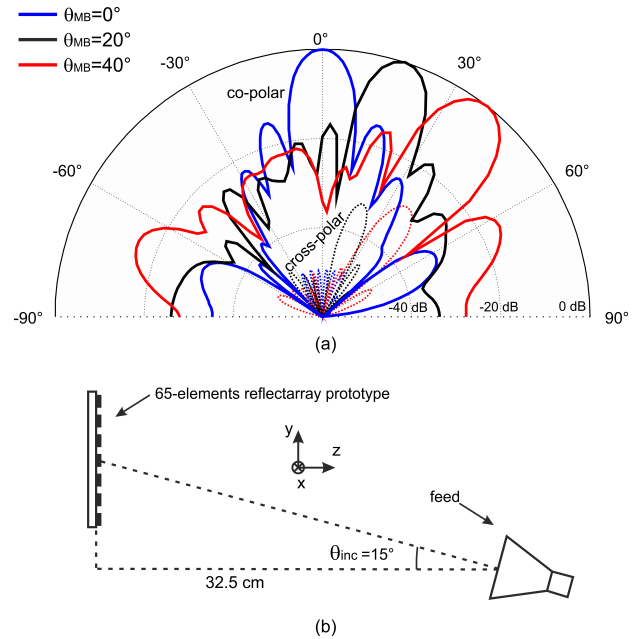 θMB=0°
θMB=20°
θMB=40°
0°
-30°
30°
co-polar
-60°
60°
cross-polar
-90°
-40 dB
-20 dB
0 dB
90°
(a)
65-elements reflectarray prototype
y
z
x
feed
θinc =15°
32.5 cm
(b)